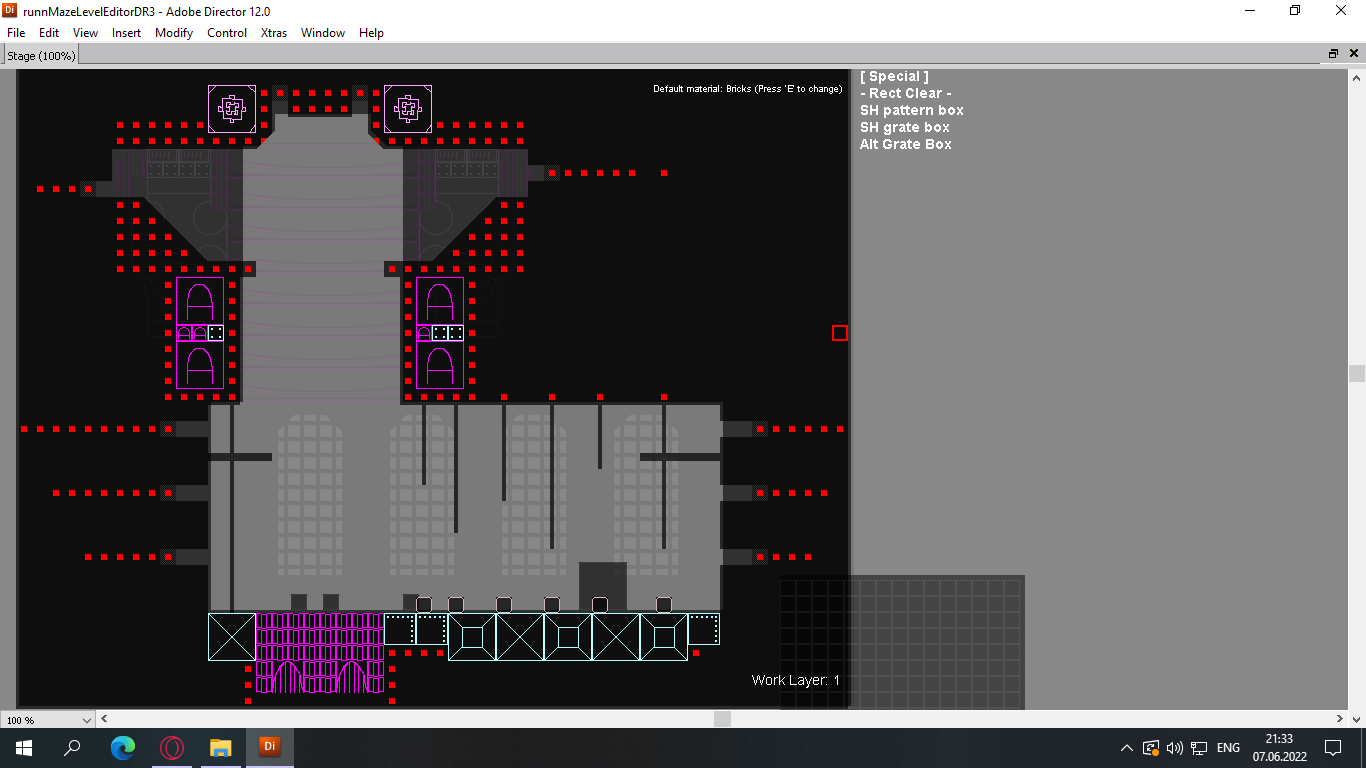 Di runnMazeLevelEditorDR3 - Adobe Director 12.0
File Edit View Insert Modify Control Xtras Window Help
Stage (100%)
Default material: Bricks (Press 'E' to change)
[ Special ]
- Rect Clear -
SH pattern box
SH grate box
Alt Grate Box
Work Layer: 1
100 %
Di
ENG
21:33
07.06.2022